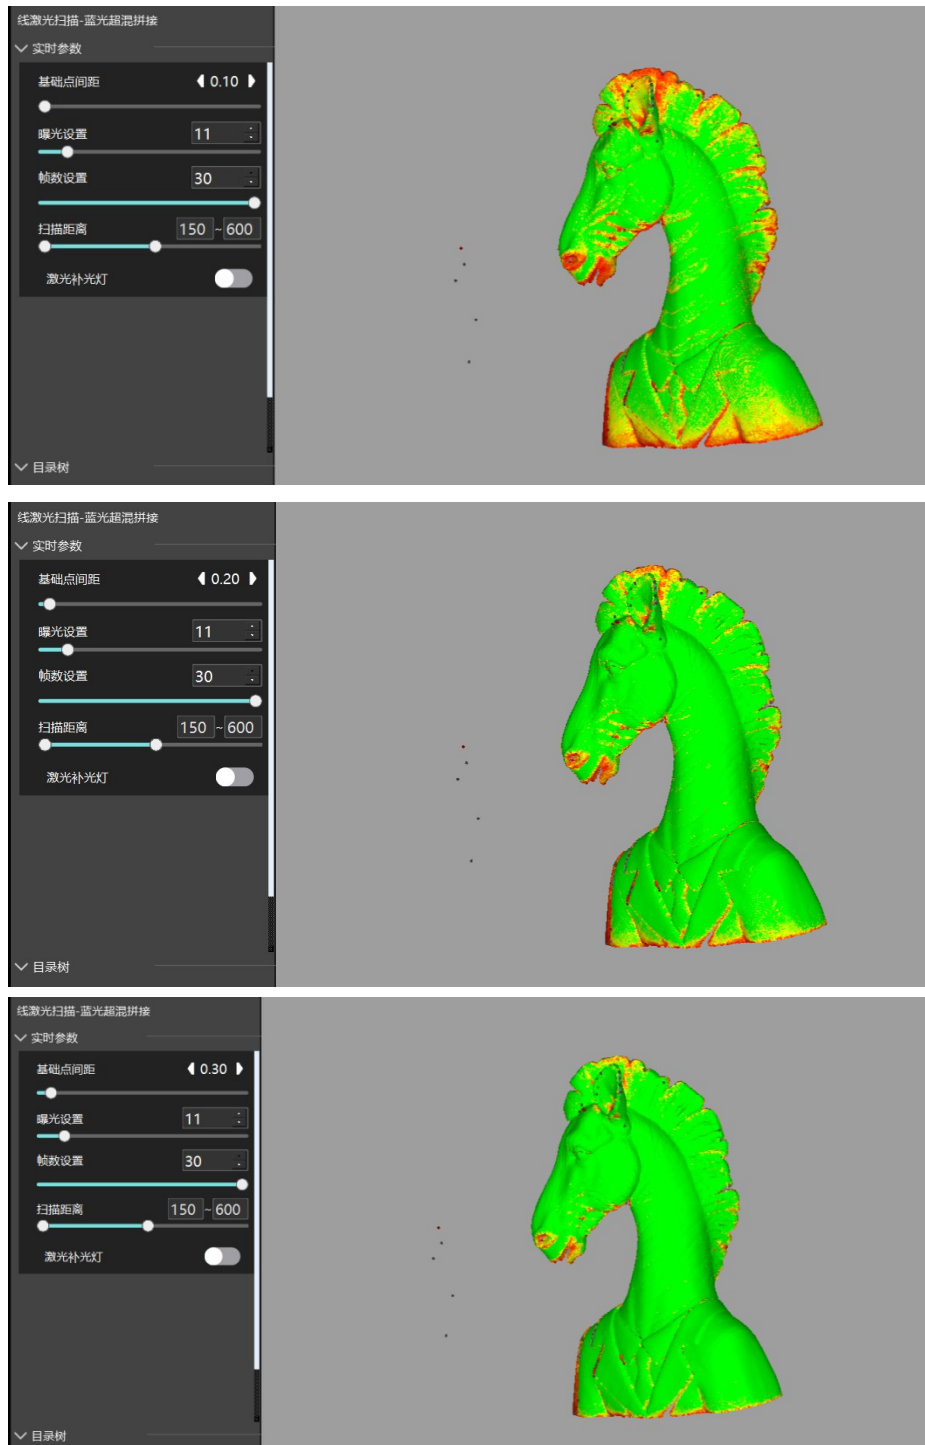 线激光扫描-蓝光超混拼接
实时参数
基础点间距 0.10
曝光设置 11
帧数设置 30
扫描距离 150 ~ 600
激光补光灯
目录树
线激光扫描-蓝光超混拼接
实时参数
基础点间距 0.20
曝光设置 11
帧数设置 30
扫描距离 150 ~ 600
激光补光灯
目录树
线激光扫描-蓝光超混拼接
实时参数
基础点间距 0.30
曝光设置 11
帧数设置 30
扫描距离 150 ~ 600
激光补光灯
目录树